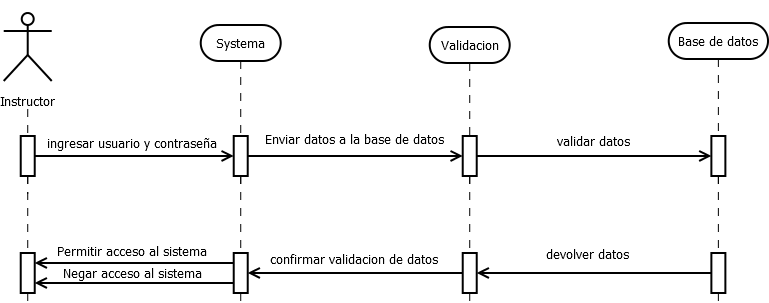 Systema
Validacion
Base de datos
Instructor
ingresar usuario y contraseña
Enviar datos a la base de datos
validar datos
Permitir acceso al sistema
confirmar validacion de datos
devolver datos
Negar acceso al sistema